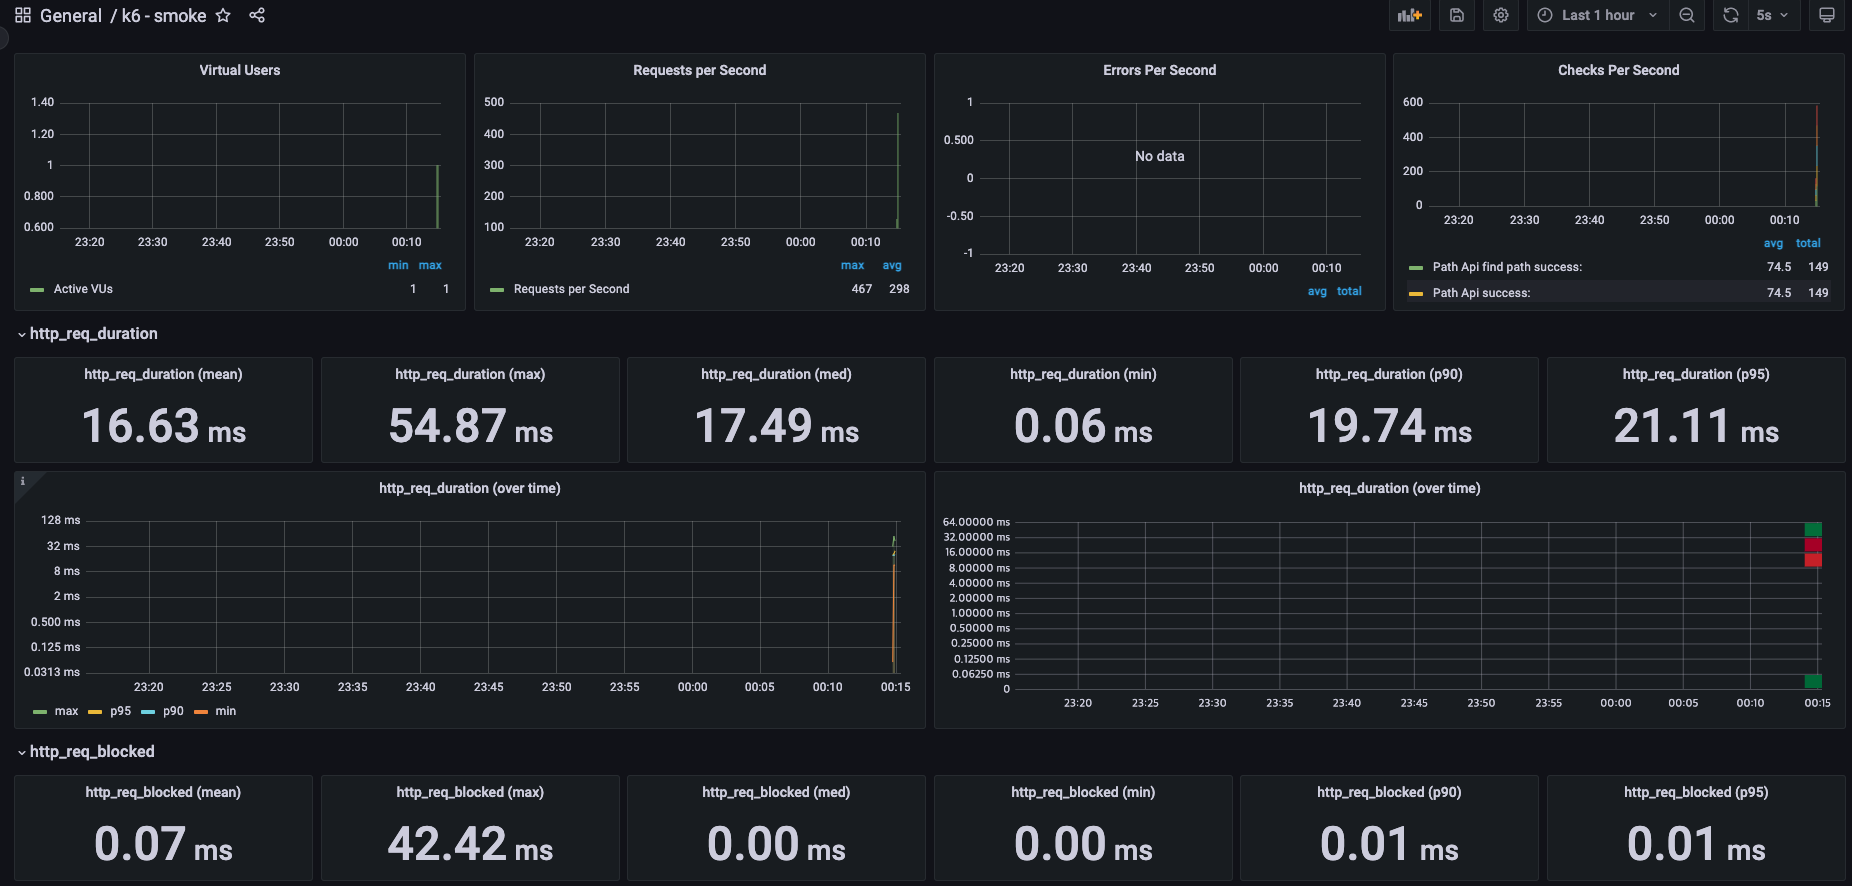 General / k6 - smoke
Last 1 hour
5s
Virtual Users
1.40
1.20
1
0.800
0.600
23:20 23:30 23:40 23:50 00:00 00:10
min max
Active VUs 1 1
Requests per Second
500
400
300
200
100
23:20 23:30 23:40 23:50 00:00 00:10
max avg
Requests per Second 467 298
Errors Per Second
1
0.500
0
-0.50
-1
No data
23:20 23:30 23:40 23:50 00:00 00:10
avg total
Checks Per Second
600
400
200
0
23:20 23:30 23:40 23:50 00:00 00:10
avg total
Path Api find path success: 74.5 149
Path Api success: 74.5 149
http_req_duration
http_req_duration (mean)
16.63 ms
http_req_duration (max)
54.87 ms
http_req_duration (med)
17.49 ms
http_req_duration (min)
0.06 ms
http_req_duration (p90)
19.74 ms
http_req_duration (p95)
21.11 ms
i
http_req_duration (over time)
128 ms
32 ms
8 ms
2 ms
0.500 ms
0.125 ms
0.0313 ms
23:20 23:25 23:30 23:35 23:40 23:45 23:50 23:55 00:00 00:05 00:10 00:15
max p95 p90 min
http_req_duration (over time)
64.00000 ms
32.00000 ms
16.00000 ms
8.00000 ms
4.00000 ms
2.00000 ms
1.00000 ms
0.50000 ms
0.25000 ms
0.12500 ms
0.06250 ms
0
23:20 23:25 23:30 23:35 23:40 23:45 23:50 23:55 00:00 00:05 00:10 00:15
http_req_blocked
http_req_blocked (mean)
0.07 ms
http_req_blocked (max)
42.42 ms
http_req_blocked (med)
0.00 ms
http_req_blocked (min)
0.00 ms
http_req_blocked (p90)
0.01 ms
http_req_blocked (p95)
0.01 ms